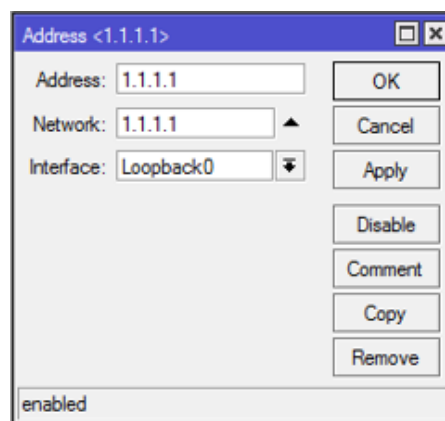 Address <1.1.1.1>
Address: 1.1.1.1 OK
Network: 1.1.1.1 Cancel
Interface: Loopback0 Apply
Disable
Comment
Copy
Remove
enabled